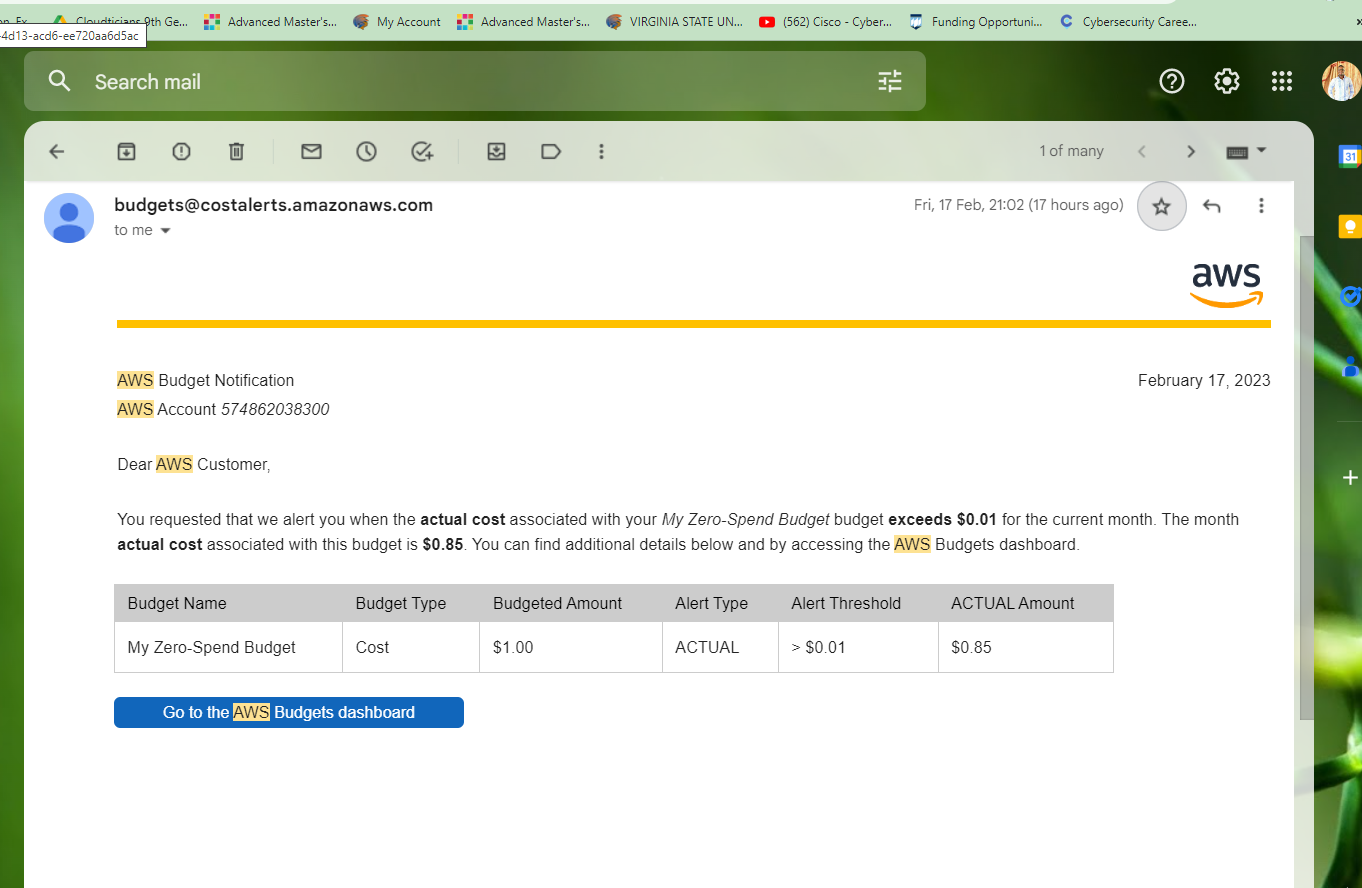 on Ex Cloudticians 9th Ge... Advanced Master's... My Account Advanced Master's... VIRGINIA STATE UN... (562) Cisco - Cyber... Funding Opportuni... Cybersecurity Caree... »
-4d13-acd6-ee720aa6d5ac
Search mail
1 of many
31
budgets@costalerts.amazonaws.com
Fri, 17 Feb, 21:02 (17 hours ago)
to me
aws
AWS Budget Notification February 17, 2023
AWS Account 574862038300
Dear AWS Customer,
You requested that we alert you when the actual cost associated with your My Zero-Spend Budget budget exceeds $0.01 for the current month. The month
actual cost associated with this budget is $0.85. You can find additional details below and by accessing the AWS Budgets dashboard.
Budget Name Budget Type Budgeted Amount Alert Type Alert Threshold ACTUAL Amount
My Zero-Spend Budget Cost $1.00 ACTUAL > $0.01 $0.85
Go to the AWS Budgets dashboard